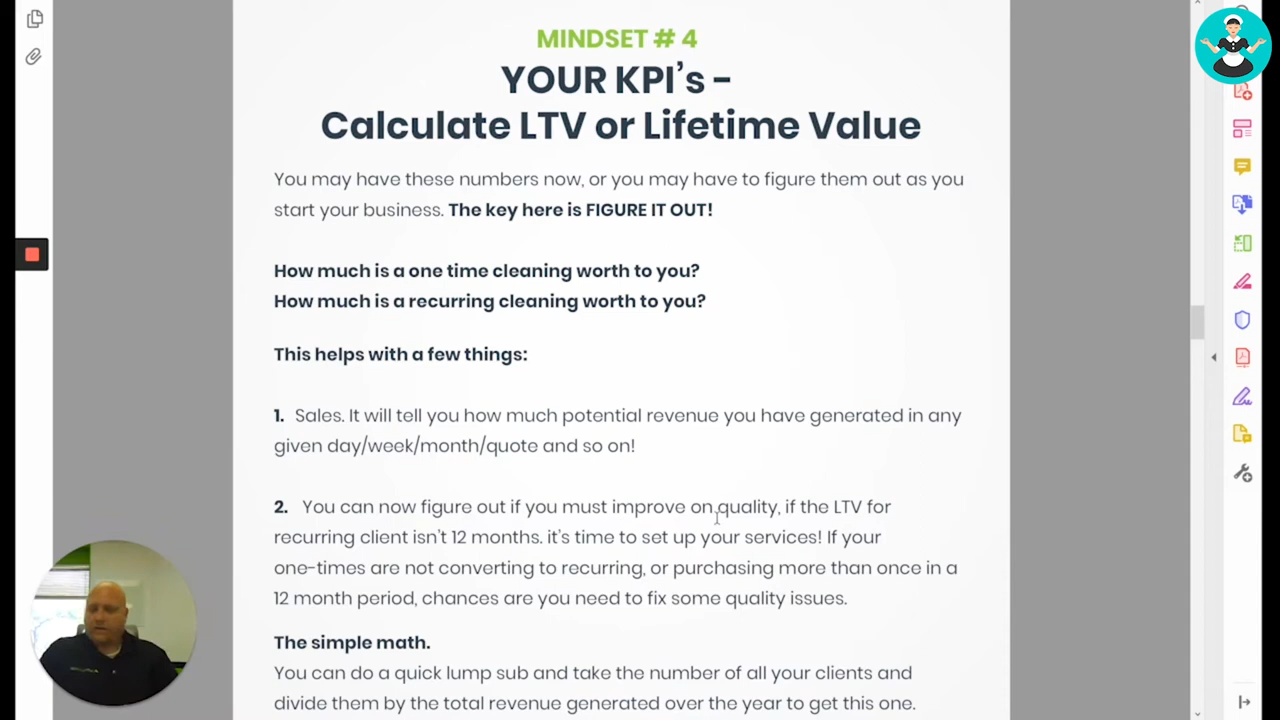 MINDSET # 4
YOUR KPI's -
Calculate LTV or Lifetime Value
You may have these numbers now, or you may have to figure them out as you
start your business. The key here is FIGURE IT OUT!
How much is a one time cleaning worth to you?
How much is a recurring cleaning worth to you?
This helps with a few things:
1. Sales. It will tell you how much potential revenue you have generated in any
given day/week/month/quote and so on!
2. You can now figure out if you must improve on quality, if the LTV for
recurring client isn't 12 months. it's time to set up your services! If your
one-times are not converting to recurring, or purchasing more than once in a
12 month period, chances are you need to fix some quality issues.
The simple math.
You can do a quick lump sub and take the number of all your clients and
divide them by the total revenue generated over the year to get this one.